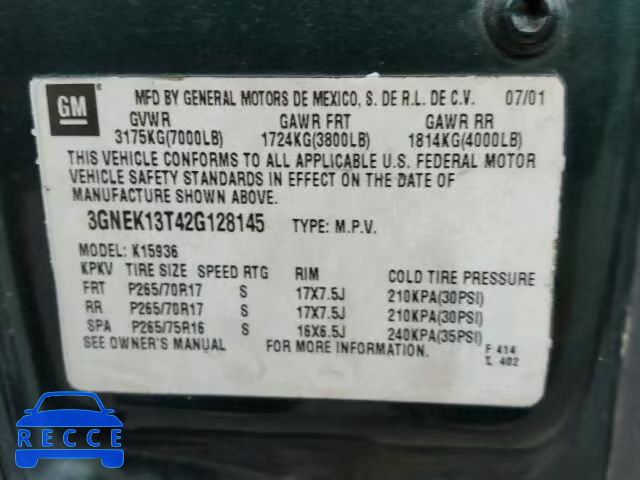 GM
MFD BY GENERAL MOTORS DE MEXICO, S. DE R.L. DE C.V. 07/01
GVWR GAWR FRT GAWR RR
3175KG(7000LB) 1724KG(3800LB) 1814KG(4000LB)
THIS VEHICLE CONFORMS TO ALL APPLICABLE U.S. FEDERAL MOTOR
VEHICLE SAFETY STANDARDS IN EFFECT ON THE DATE OF
MANUFACTURE SHOWN ABOVE.
3GNEK13T42G128145 TYPE: M.P.V.
MODEL: K15936
KPKV TIRE SIZE SPEED RTG RIM COLD TIRE PRESSURE
FRT P265/70R17 S 17X7.5J 210KPA(30PSI)
RR P265/70R17 S 17X7.5J 210KPA(30PSI)
SPA P265/75R16 S 16X6.5J 240KPA(35PSI)
SEE OWNER'S MANUAL FOR MORE INFORMATION.
F 414
T 402
RECCE